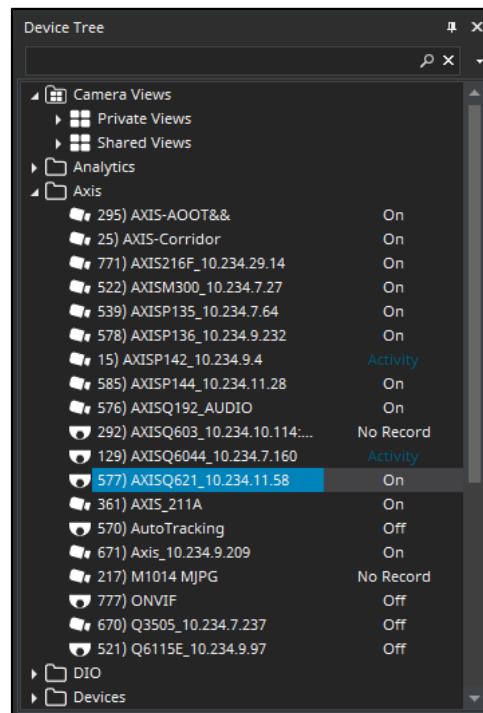 Device Tree
Camera Views
Private Views
Shared Views
Analytics
Axis
295) AXIS-AOOT&& On
25) AXIS-Corridor On
771) AXIS216F_10.234.29.14 On
522) AXISM300_10.234.7.27 On
539) AXISP135_10.234.7.64 On
578) AXISP136_10.234.9.232 On
15) AXISP142_10.234.9.4 Activity
585) AXISP144_10.234.11.28 On
576) AXISQ192_AUDIO On
292) AXISQ603_10.234.10.114:... No Record
129) AXISQ6044_10.234.7.160 Activity
577) AXISQ621_10.234.11.58 On
361) AXIS_211A On
570) AutoTracking Off
671) Axis_10.234.9.209 On
217) M1014 MJPG No Record
777) ONVIF Off
670) Q3505_10.234.7.237 Off
521) Q6115E_10.234.9.97 Off
DIO
Devices